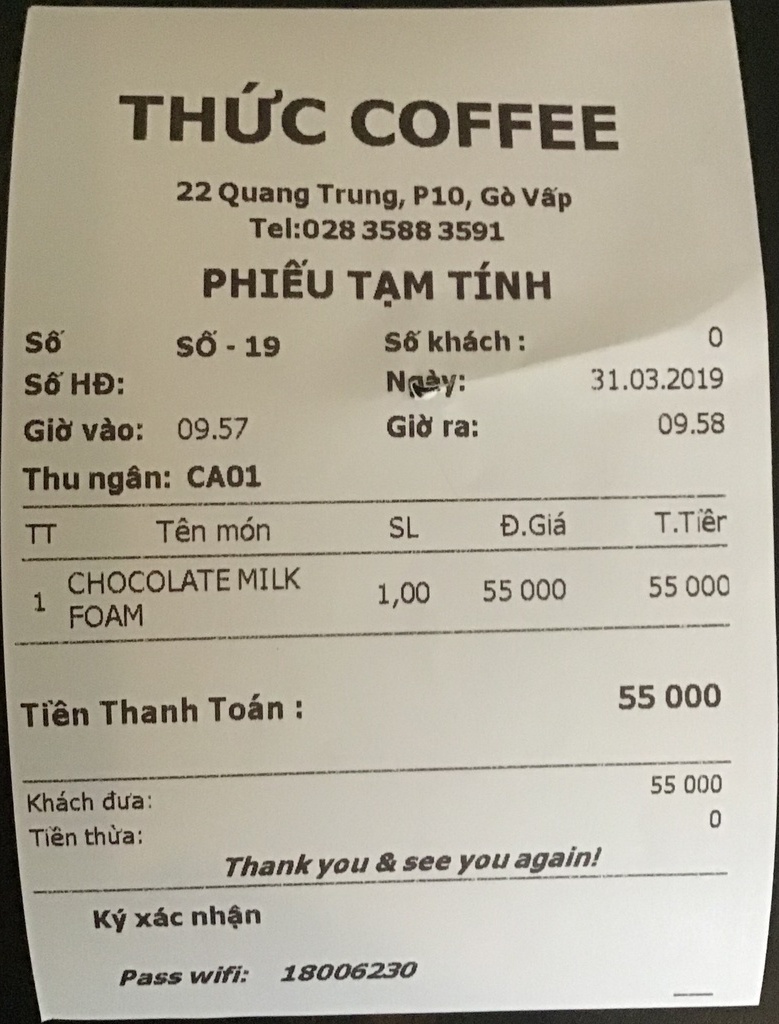 THỨC COFFEE
22 Quang Trung, P10, Gò Vấp
Tel:028 3588 3591
PHIẾU TẠM TÍNH
Số SỐ - 19 Số khách : 0
Số HĐ: Ngày: 31.03.2019
Giờ vào: 09.57 Giờ ra: 09.58
Thu ngân: CA01
TT Tên món SL Đ.Giá T.Tiền
1 CHOCOLATE MILK FOAM 1,00 55 000 55 000
Tiền Thanh Toán : 55 000
Khách đưa: 55 000
Tiền thừa: 0
Thank you & see you again!
Ký xác nhận
Pass wifi: 18006230